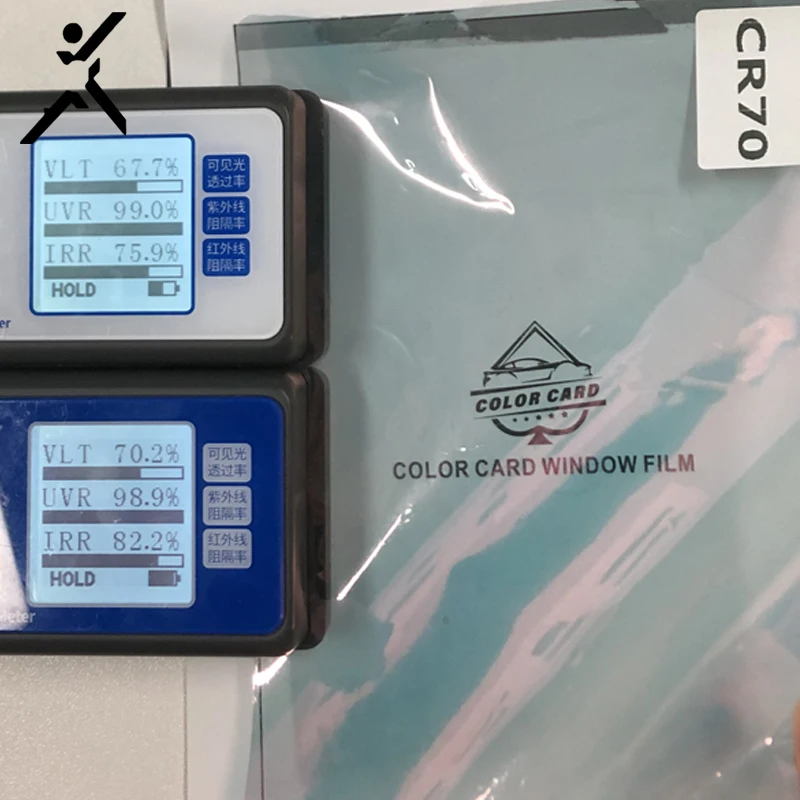 CR70
VLT 67.7%
UVR 99.0%
IRR 75.9%
HOLD
可见光
透过率
紫外线
阻隔率
红外线
阻隔率
er
VLT 70.2%
UVR 98.9%
IRR 82.2%
HOLD
可见光
透过率
紫外线
阻隔率
红外线
阻隔率
Meter
COLOR CARD
COLOR CARD WINDOW FILM